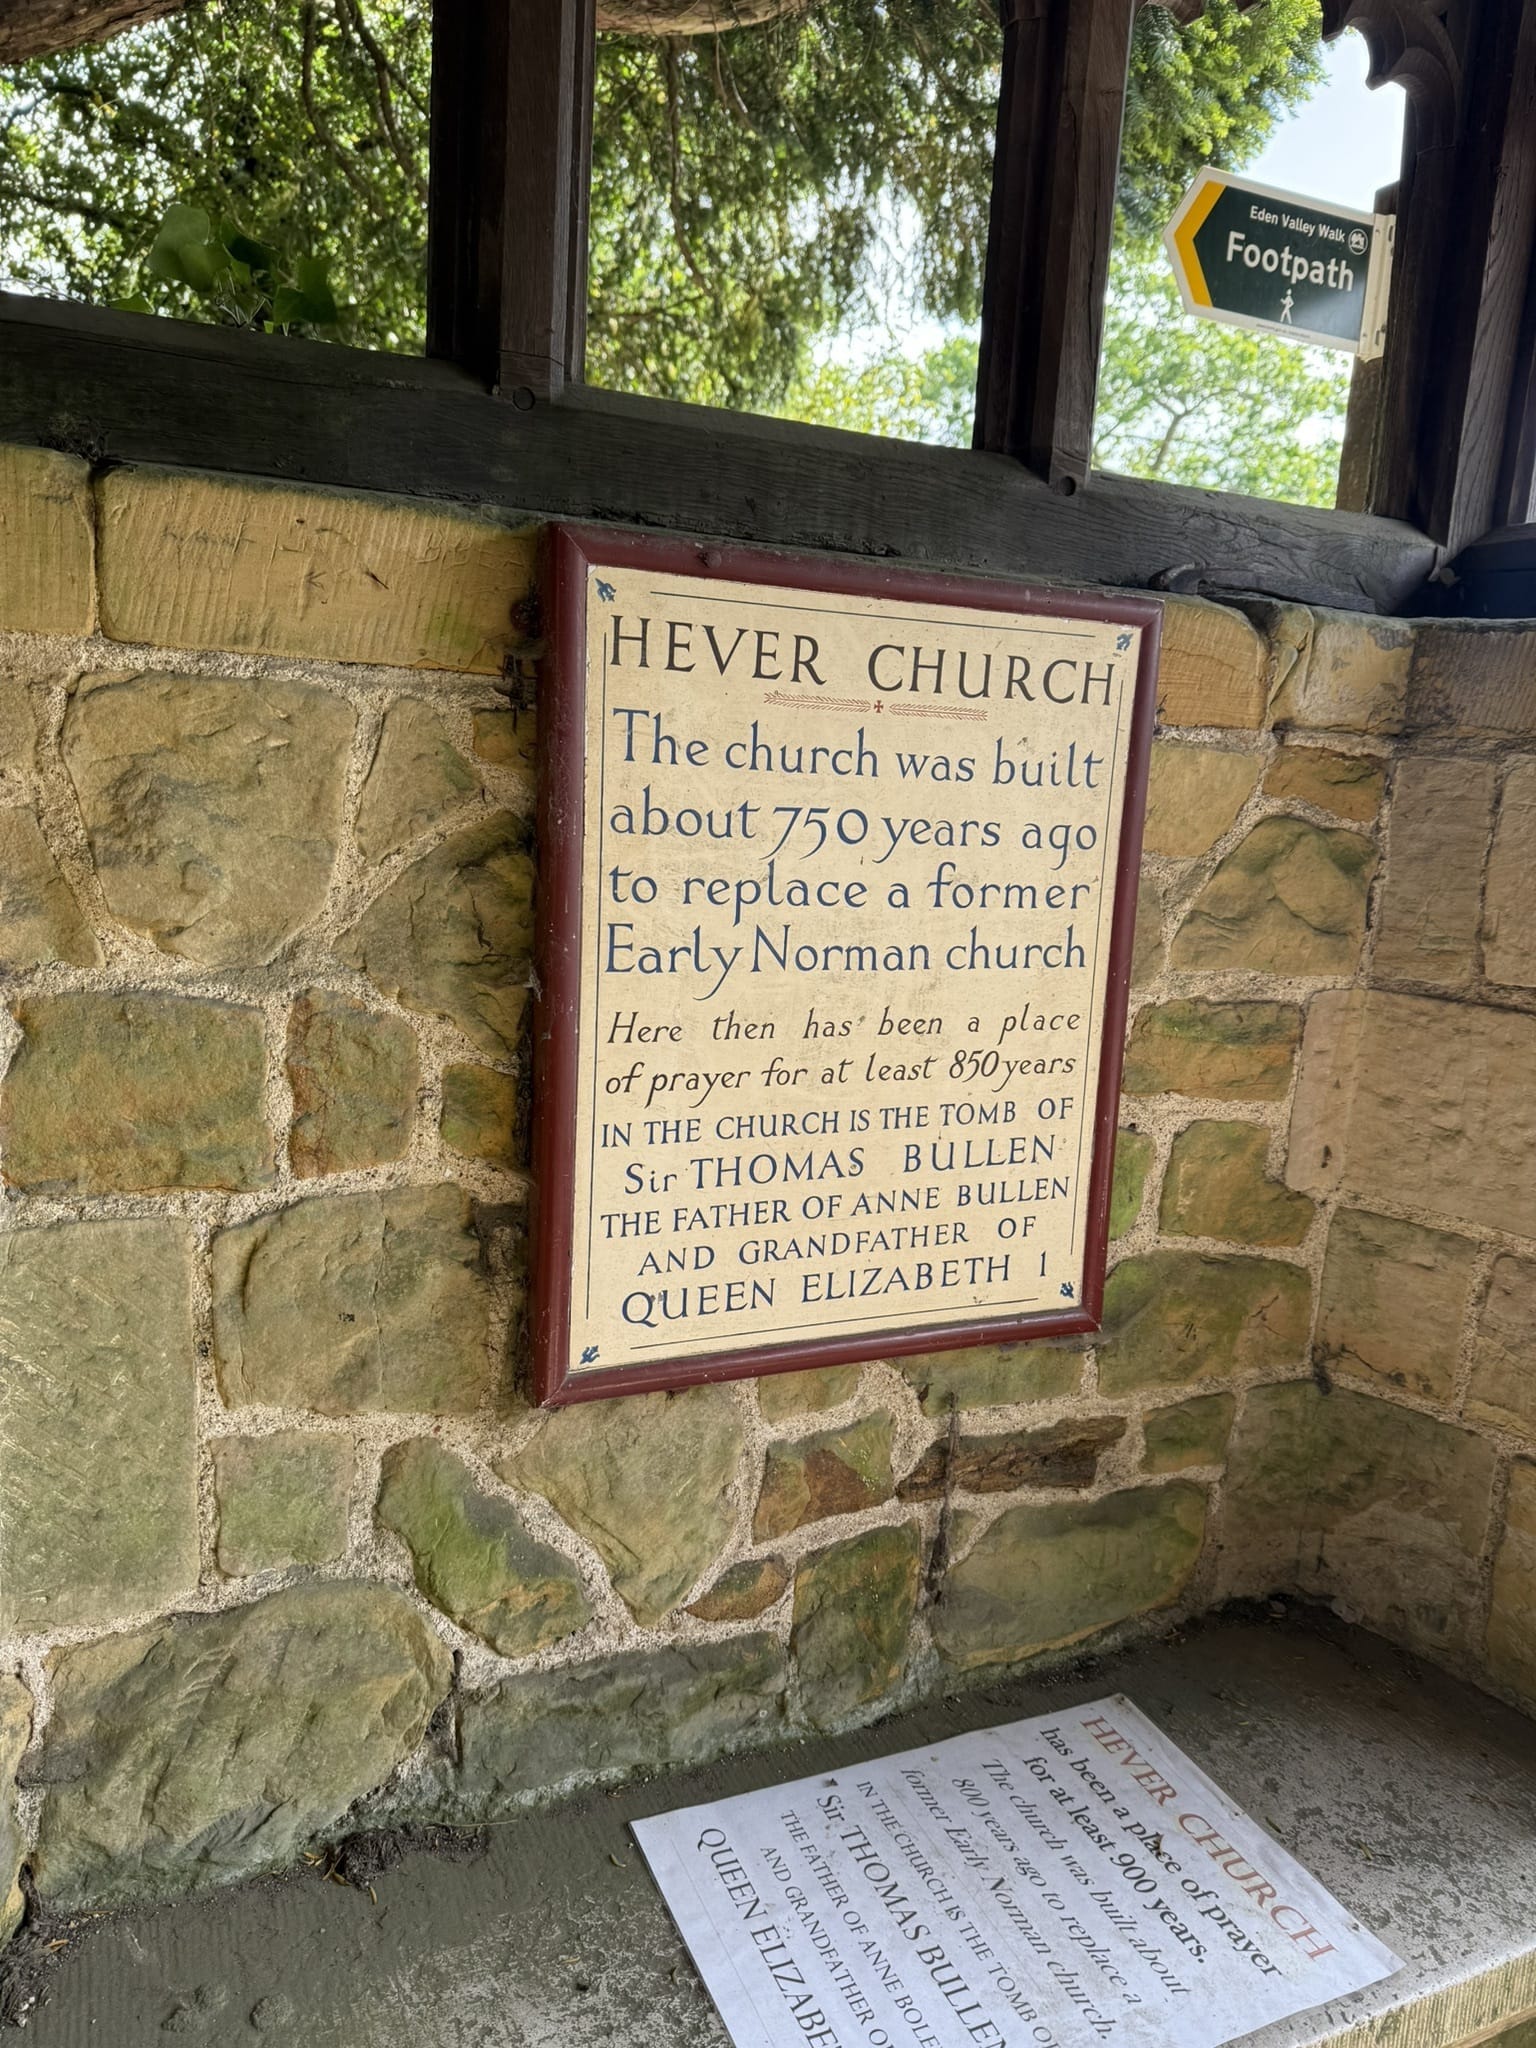 Eden Valley Walk
Footpath
HEVER CHURCH
The church was built
about 750 years ago
to replace a former
Early Norman church
Here then has been a place
of prayer for at least 850 years
IN THE CHURCH IS THE TOMB OF
Sir THOMAS BULLEN
THE FATHER OF ANNE BULLEN
AND GRANDFATHER OF
QUEEN ELIZABETH 1
HEVER CHURCH
has been a place of prayer
for at least 900 years.
The church was built about
800 years ago to replace a
former Early Norman church.
IN THE CHURCH IS THE TOMB OF
Sir THOMAS BULLEN
THE FATHER OF ANNE
AND GRANDFATHER
QUEEN